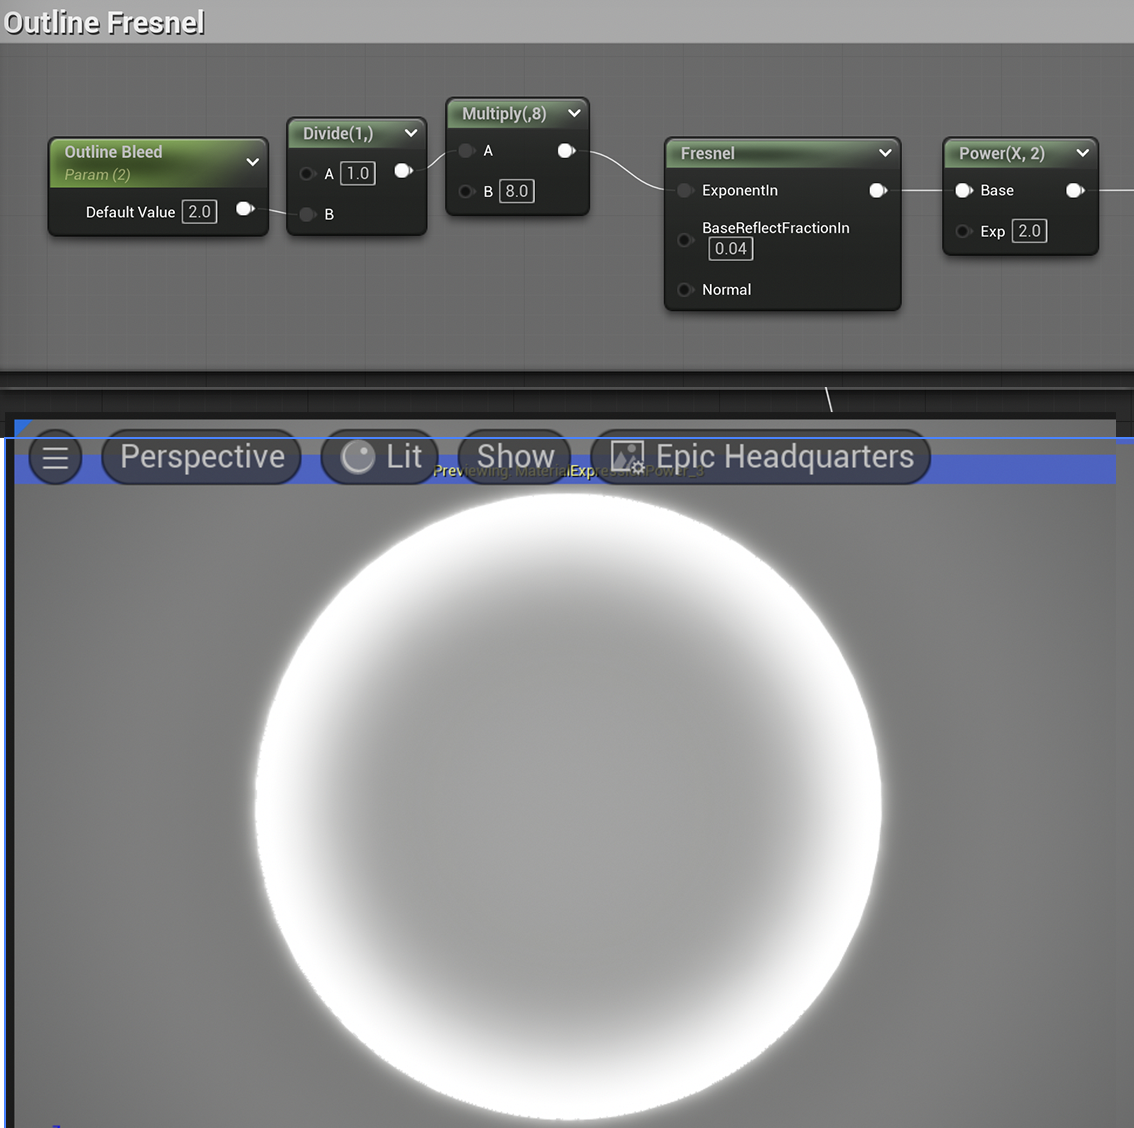 Outline Fresnel
Outline Bleed
Param (2)
Default Value 2.0
Divide(1,)
A 1.0
B
Multiply(,8)
A
B 8.0
Fresnel
ExponentIn
BaseReflectFractionIn
0.04
Normal
Power(X, 2)
Base
Exp 2.0
Perspective
Lit
Show
Epic Headquarters
Previewing: MaterialExpressionPower_3